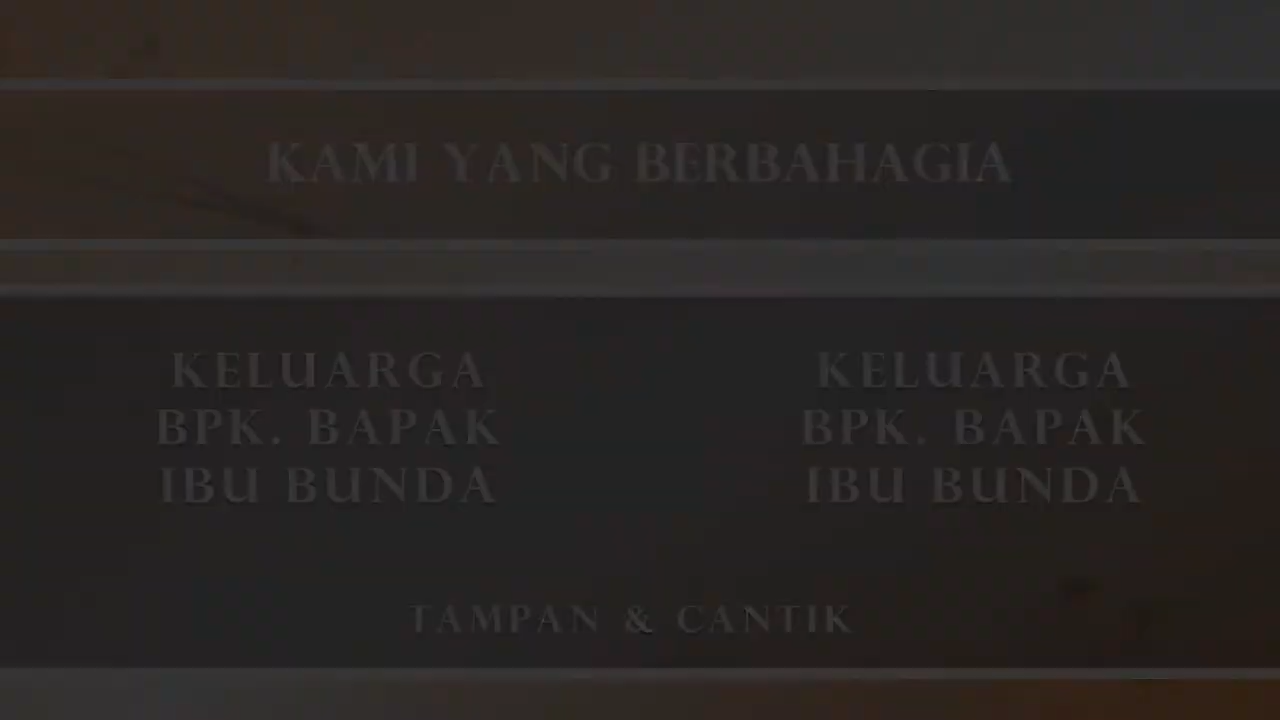 KAMI YANG BERBAHAGIA
KELUARGA
BPK. BAPAK
IBU BUNDA
KELUARGA
BPK. BAPAK
IBU BUNDA
TAMPAN & CANTIK